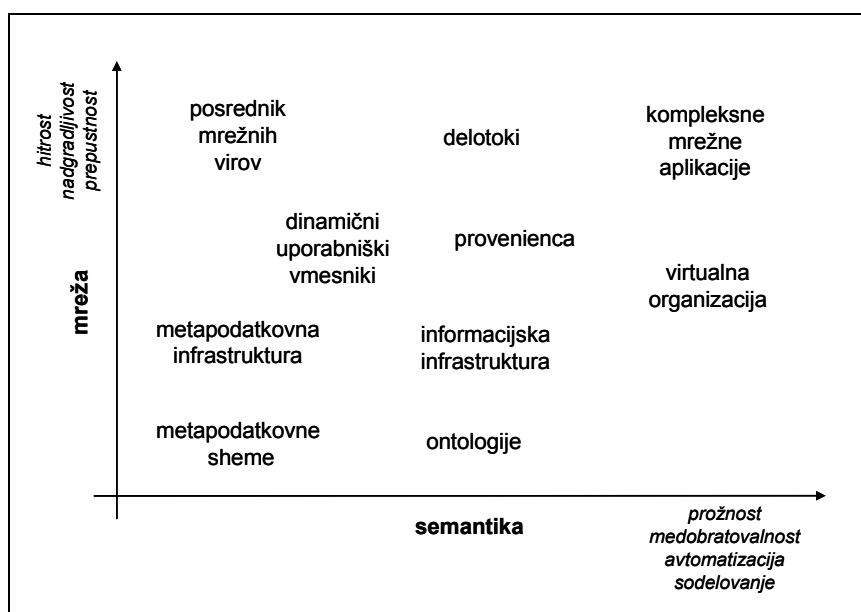 hitrost
nadgradljivost
prepustnost
mreža
posrednik
mrežnih
virov
delotoki
kompleksne
mrežne
aplikacije
dinamični
uporabniški
vmesniki
provenienca
virtualna
organizacija
metapodatkovna
infrastruktura
informacijska
infrastruktura
metapodatkovne
sheme
ontologije
semantika
prožnost
medobratovalnost
avtomatizacija
sodelovanje